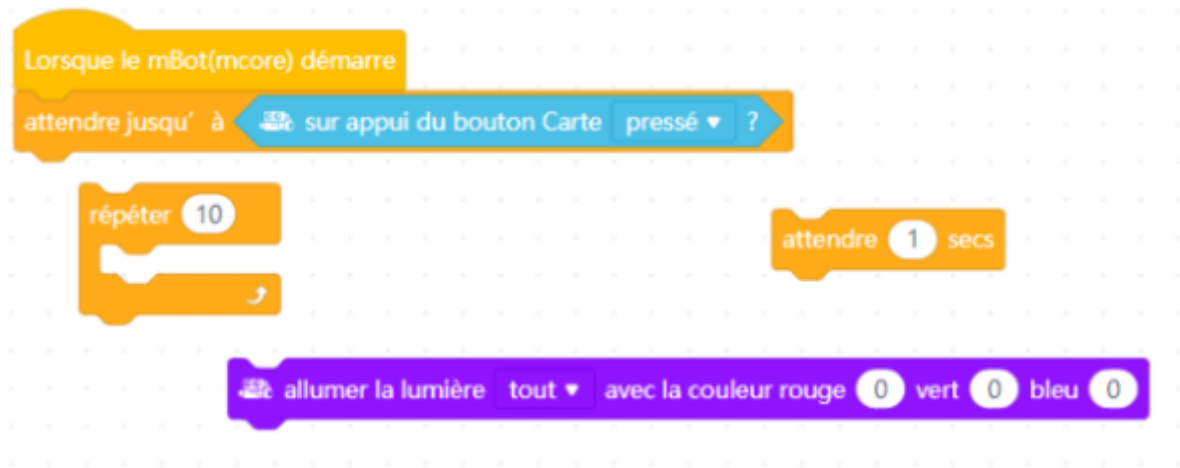 Lorsque le mBot(mcore) démarre
attendre jusqu’ à sur appui du bouton Carte pressé ▾ ?
répéter 10
attendre 1 secs
allumer la lumière tout ▾ avec la couleur rouge 0 vert 0 bleu 0